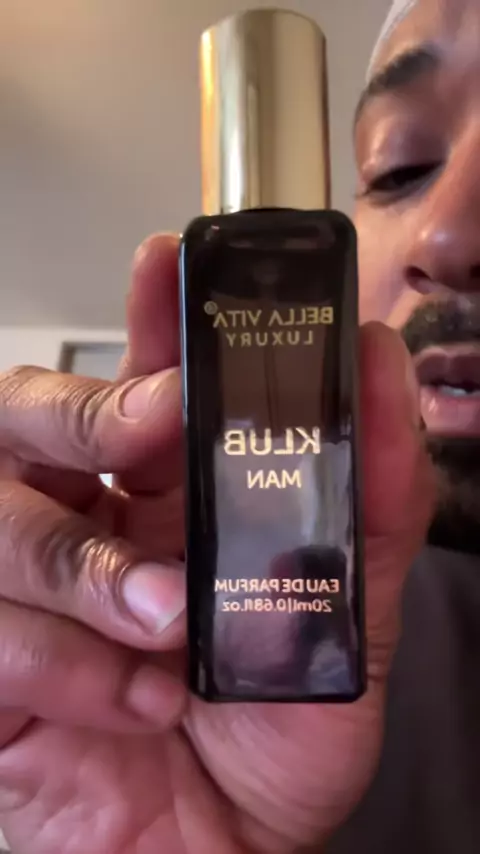 BELLA VITA®
LUXURY
KLUB
MAN
EAU DE PARFUM
20ml|0.68fl.oz